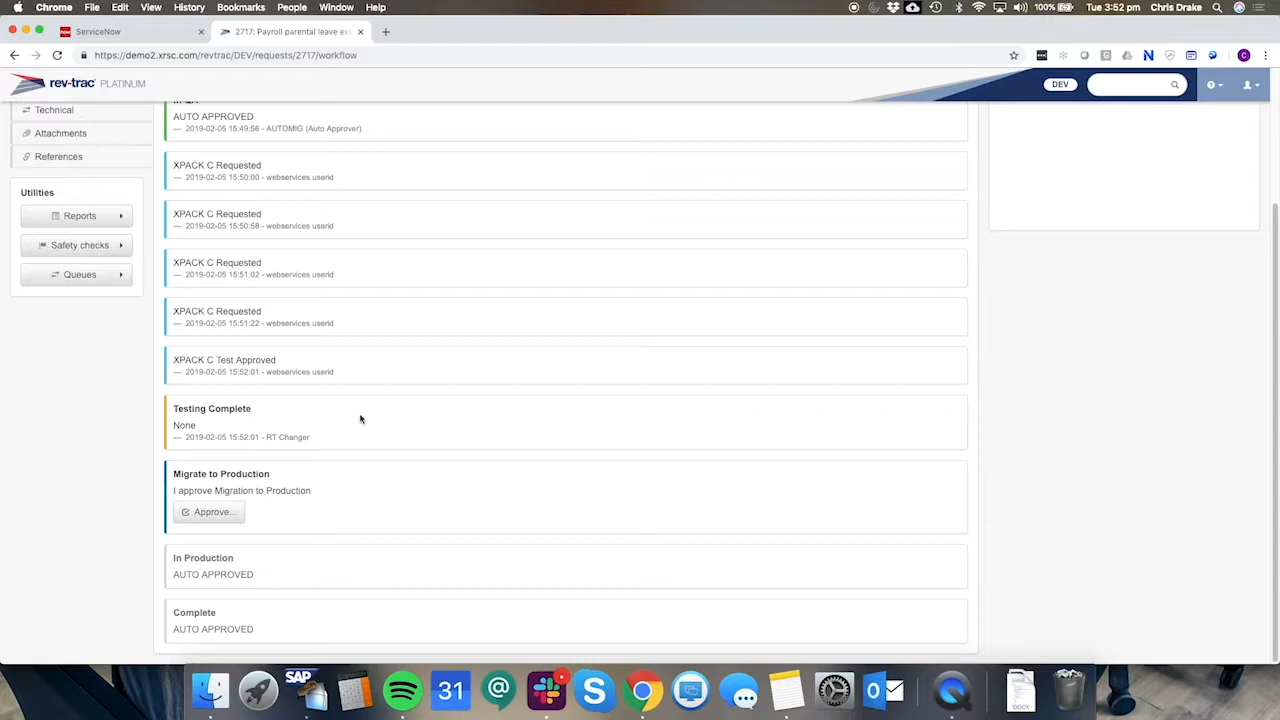 Chrome File Edit View History Bookmarks People Window Help
100% Tue 3:52 pm Chris Drake
ServiceNow
2717: Payroll parental leave ex
https://demo2.xrsc.com/revtrac/DEV/requests/2717/workflow
rev-trac PLATINUM
DEV
Technical
Attachments
References
Utilities
Reports
Safety checks
Queues
AUTO APPROVED
— 2019-02-05 15:49:56 - AUTOMIG (Auto Approver)
XPACK C Requested
— 2019-02-05 15:50:00 - webservices userid
XPACK C Requested
— 2019-02-05 15:50:58 - webservices userid
XPACK C Requested
— 2019-02-05 15:51:02 - webservices userid
XPACK C Requested
— 2019-02-05 15:51:22 - webservices userid
XPACK C Test Approved
— 2019-02-05 15:52:01 - webservices userid
Testing Complete
None
— 2019-02-05 15:52:01 - RT Changer
Migrate to Production
I approve Migration to Production
Approve...
In Production
AUTO APPROVED
Complete
AUTO APPROVED
SAP
31
DOCX